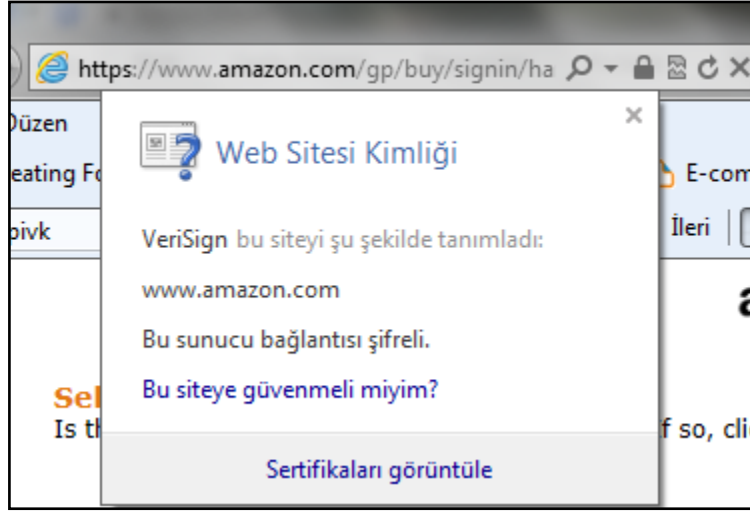 https://www.amazon.com/gp/buy/signin/ha
Düzen
Web Sitesi Kimliği
E-com
VeriSign bu siteyi şu şekilde tanımladı:
İleri
www.amazon.com
Bu sunucu bağlantısı şifreli.
Bu siteye güvenmeli miyim?
Sel
Is th
f so, cli
Sertifikaları görüntüle